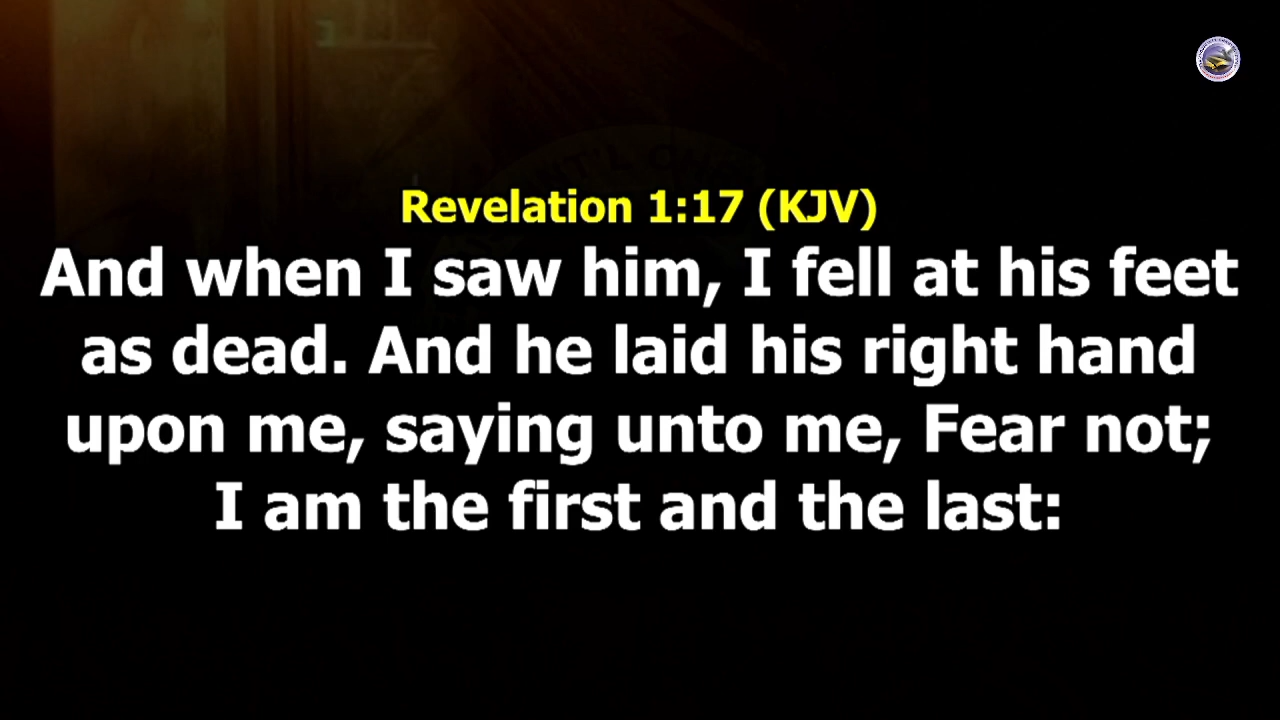 Revelation 1:17 (KJV)
And when I saw him, I fell at his feet
as dead. And he laid his right hand
upon me, saying unto me, Fear not;
I am the first and the last: